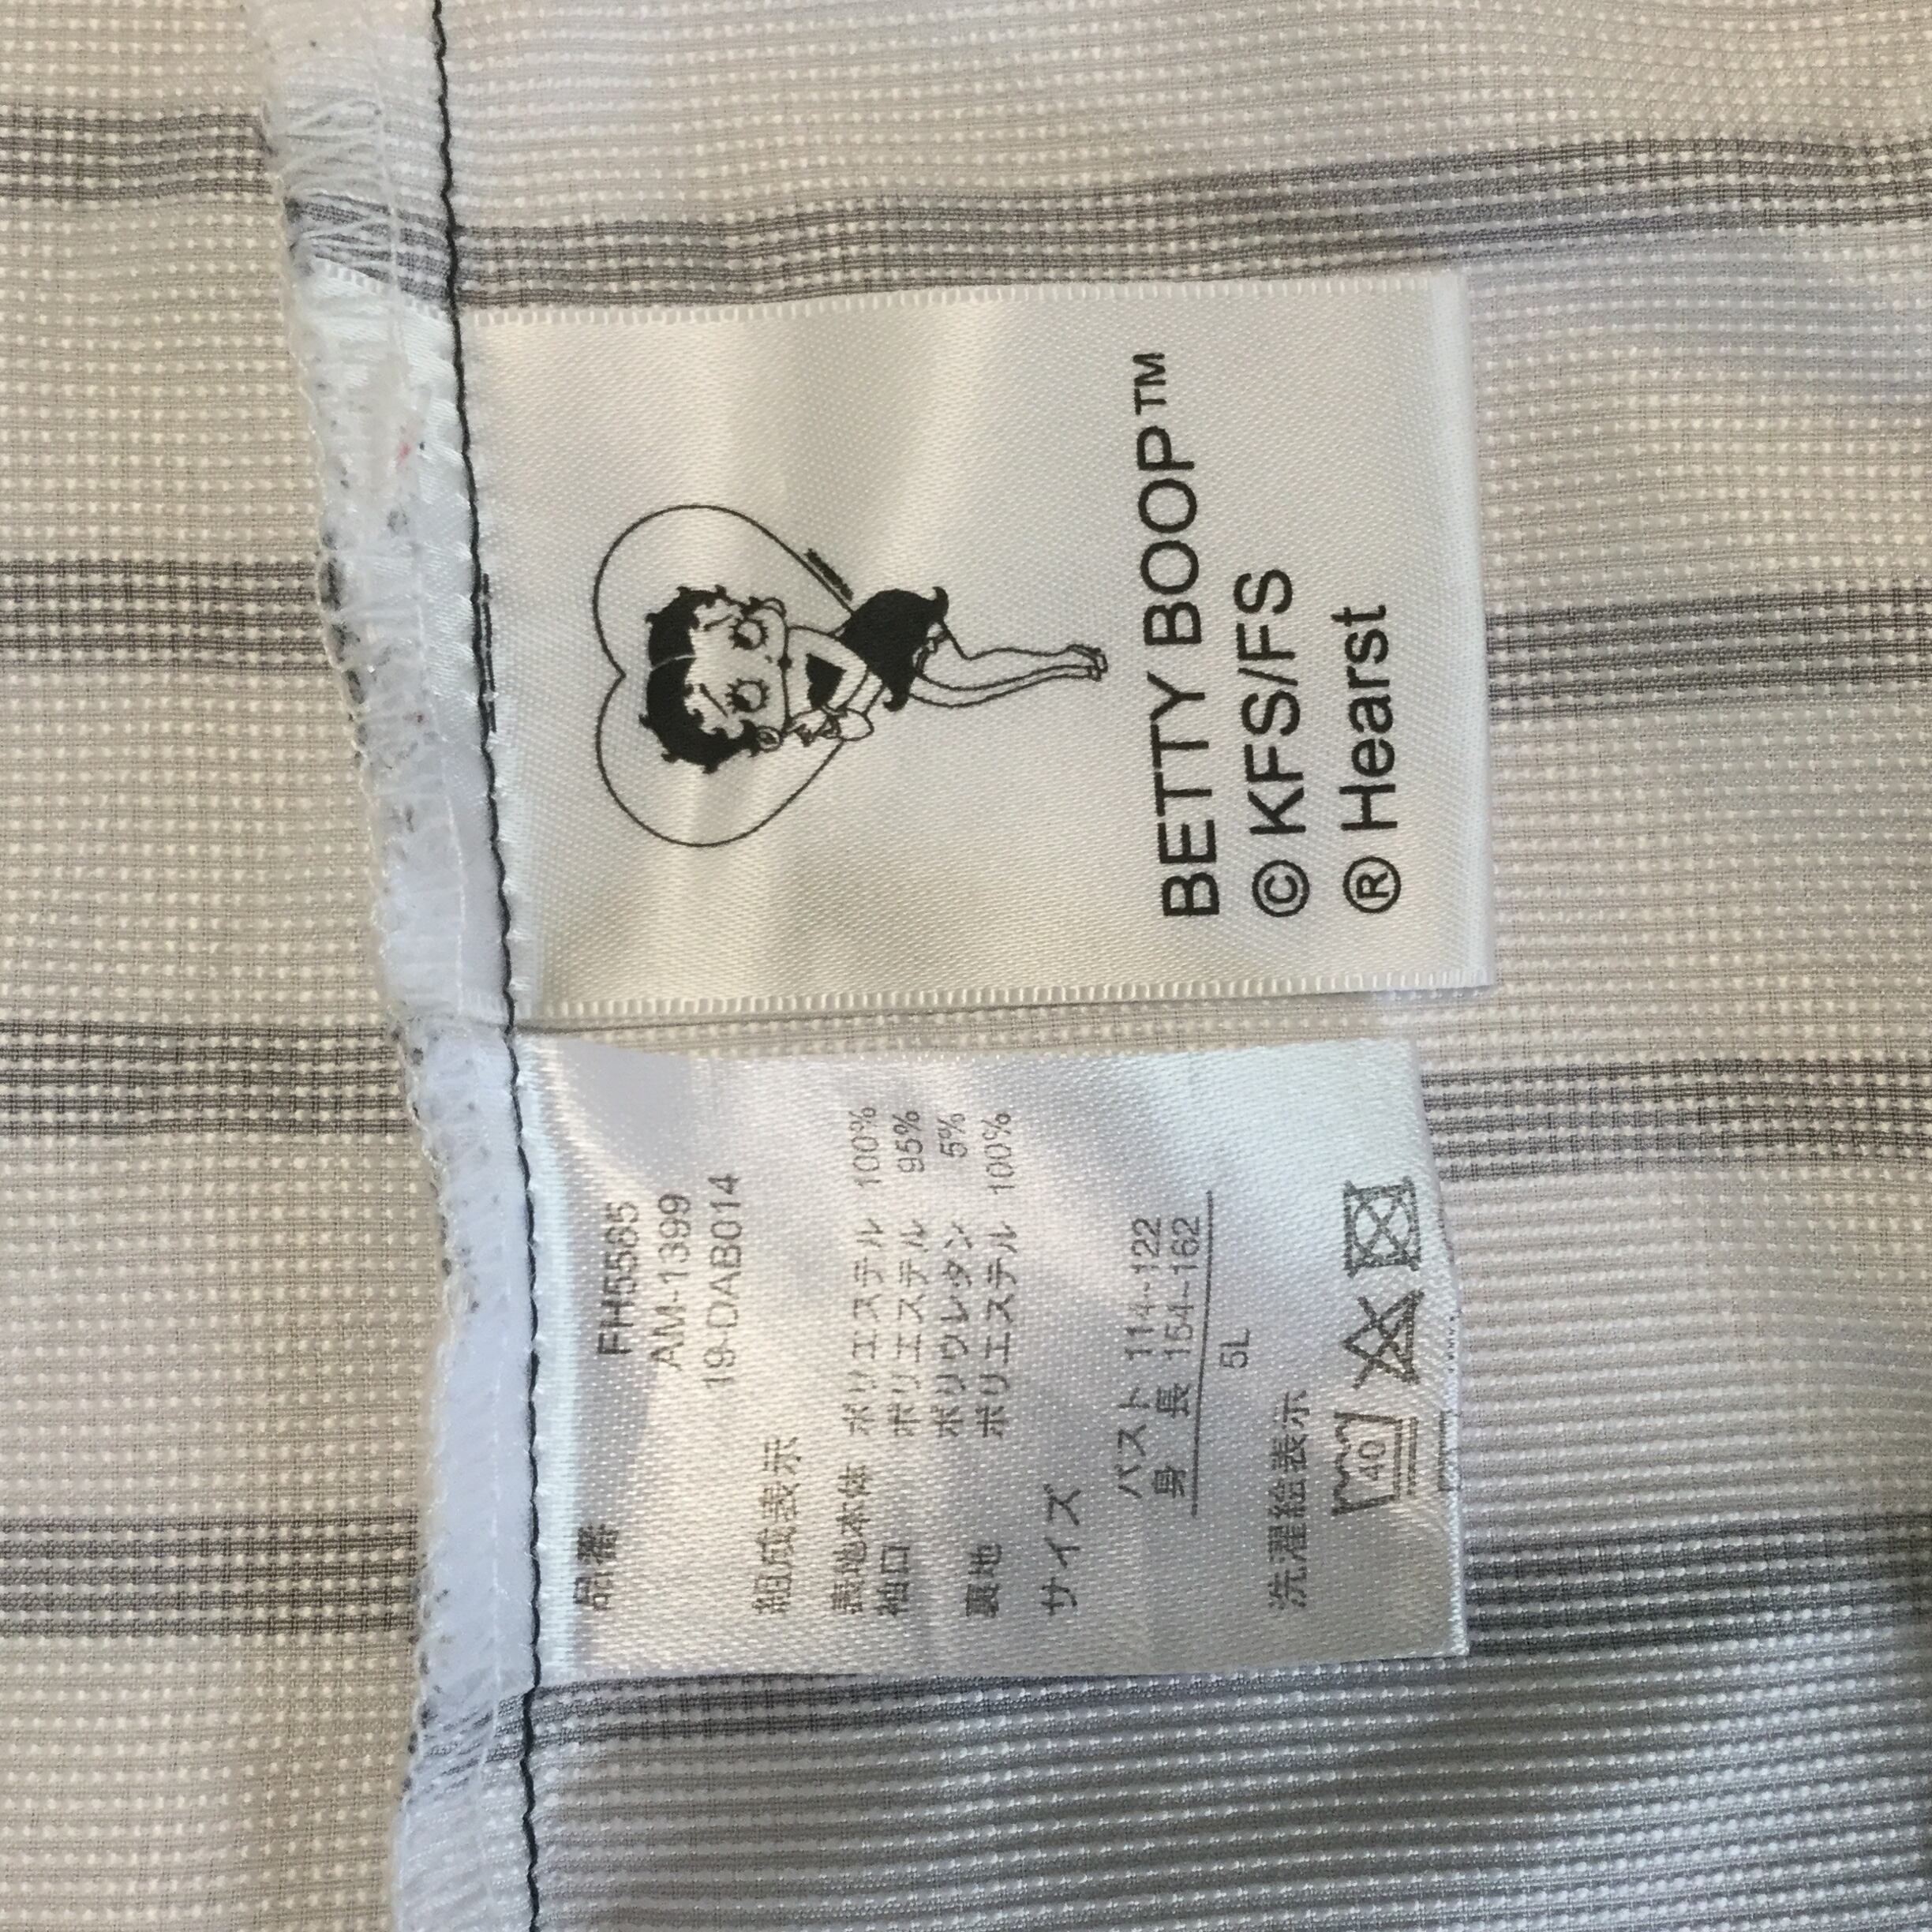 BETTY BOOP™
© KFS/FS
® Hearst
品番
FH5585
AM-1399
19-DAB014
組成表示
表地本体 ポリエステル 100%
袖口 ポリエステル 95%
ポリウレタン 5%
裏地 ポリエステル 100%
サイズ
バスト 114~122
身 長 154~162
5L
洗濯絵表示
40